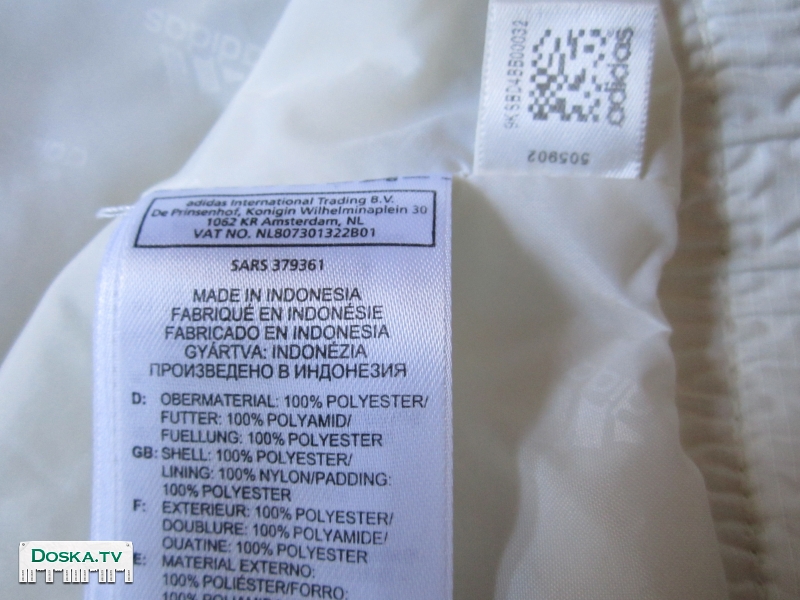 adidas International Trading B.V.
De Prinsenhof, Konigin Wilhelminaplein 30
1062 KR Amsterdam, NL
VAT NO. NL807301322B01
SARS 379361
MADE IN INDONESIA
FABRIQUÉ EN INDONÉSIE
FABRICADO EN INDONESIA
GYÁRTVA: INDONÉZIA
ПРОИЗВЕДЕНО В ИНДОНЕЗИЯ
D: OBERMATERIAL: 100% POLYESTER/
FUTTER: 100% POLYAMID/
FUELLUNG: 100% POLYESTER
GB: SHELL: 100% POLYESTER/
LINING: 100% NYLON/PADDING:
100% POLYESTER
F: EXTERIEUR: 100% POLYESTER/
DOUBLURE: 100% POLYAMIDE/
OUATINE: 100% POLYESTER
E: MATERIAL EXTERNO:
100% POLIÉSTER/FORRO:
9KSBD4BB00032
adidas
505902
adidas
DOSKA.TV